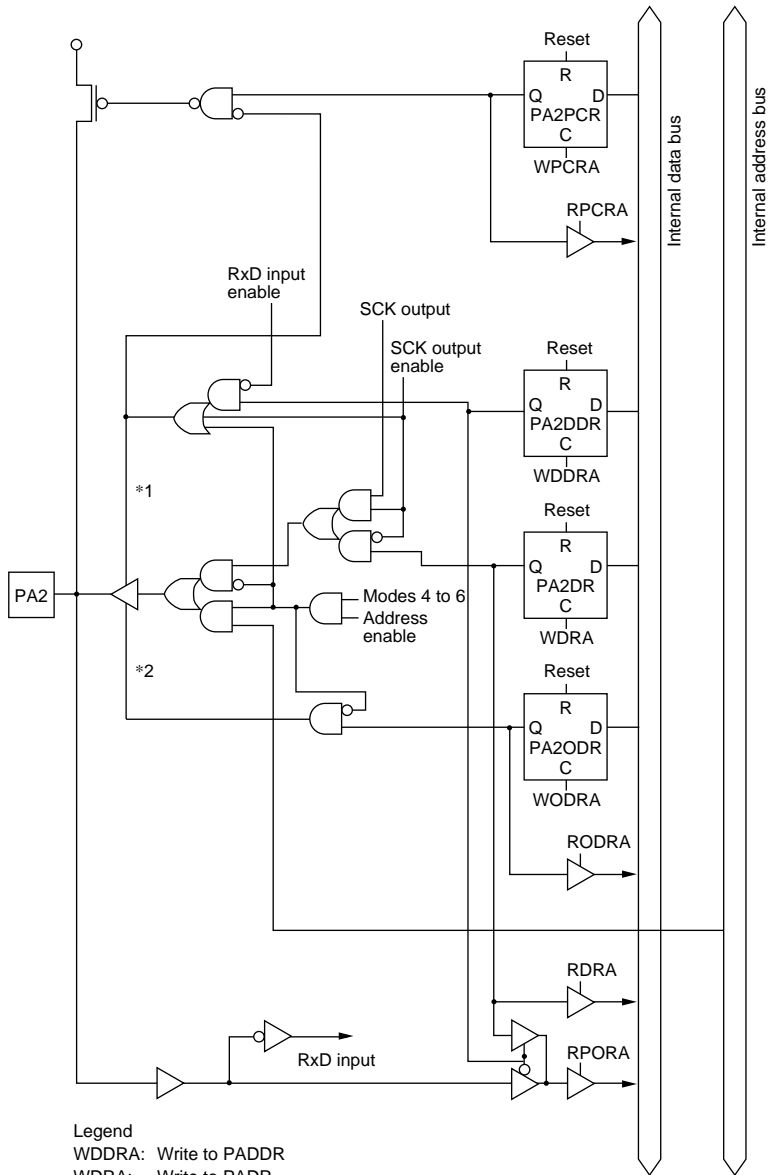 Reset
R
Q D
PA2PCR
C
WPCRA
RPCRA
Internal data bus
Internal address bus
RxD input
enable
SCK output
SCK output
enable
Reset
R
Q D
PA2DDR
C
WDDRA
*1
Reset
R
Q D
PA2DR
C
WDRA
PA2
Modes 4 to 6
Address
enable
*2
Reset
R
Q D
PA2ODR
C
WODRA
RODRA
RDRA
RxD input
RPORA
Legend
WDDRA: Write to PADDR
WDRA: Write to PADR